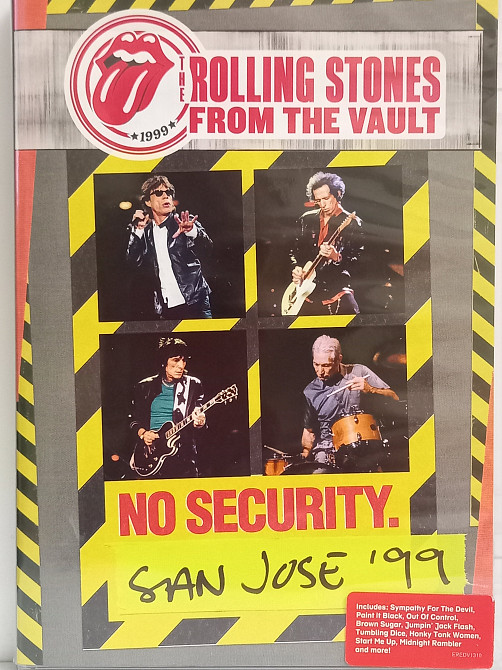 THE
ROLLING STONES
FROM THE VAULT
★1999★
NO SECURITY.
SAN JOSE '99
Includes: Sympathy For The Devil,
Paint It Black, Out Of Control,
Brown Sugar, Jumpin' Jack Flash,
Tumbling Dice, Honky Tonk Women,
Start Me Up, Midnight Rambler
and more!
EREDV1310